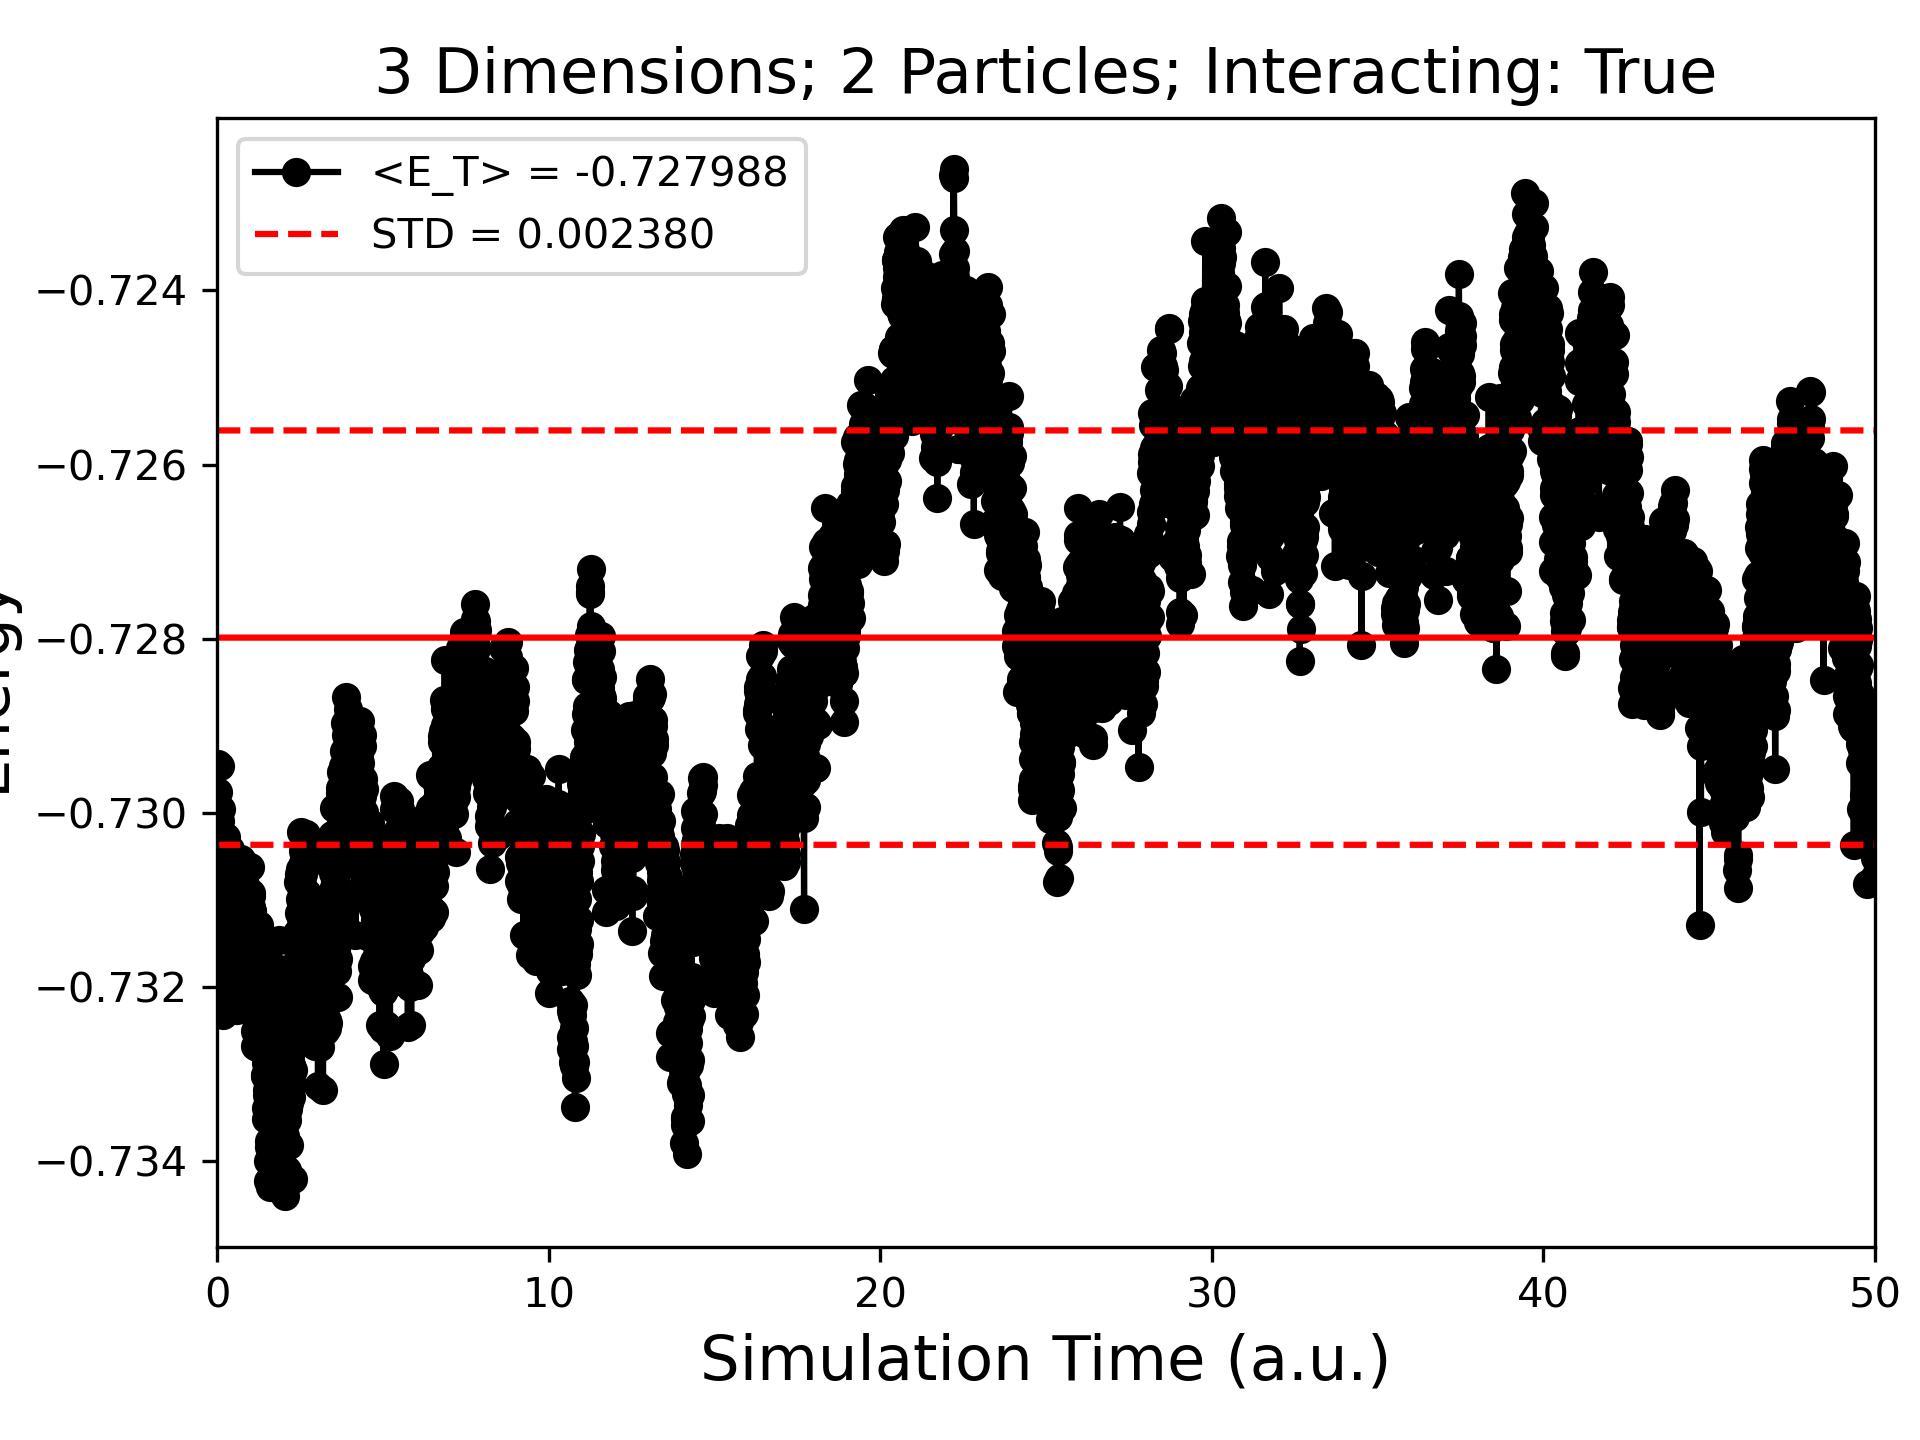 3 Dimensions; 2 Particles; Interacting: True
<E_T> = -0.727988
STD = 0.002380
Energy
−0.724
−0.726
−0.728
−0.730
−0.732
−0.734
0 10 20 30 40 50
Simulation Time (a.u.)